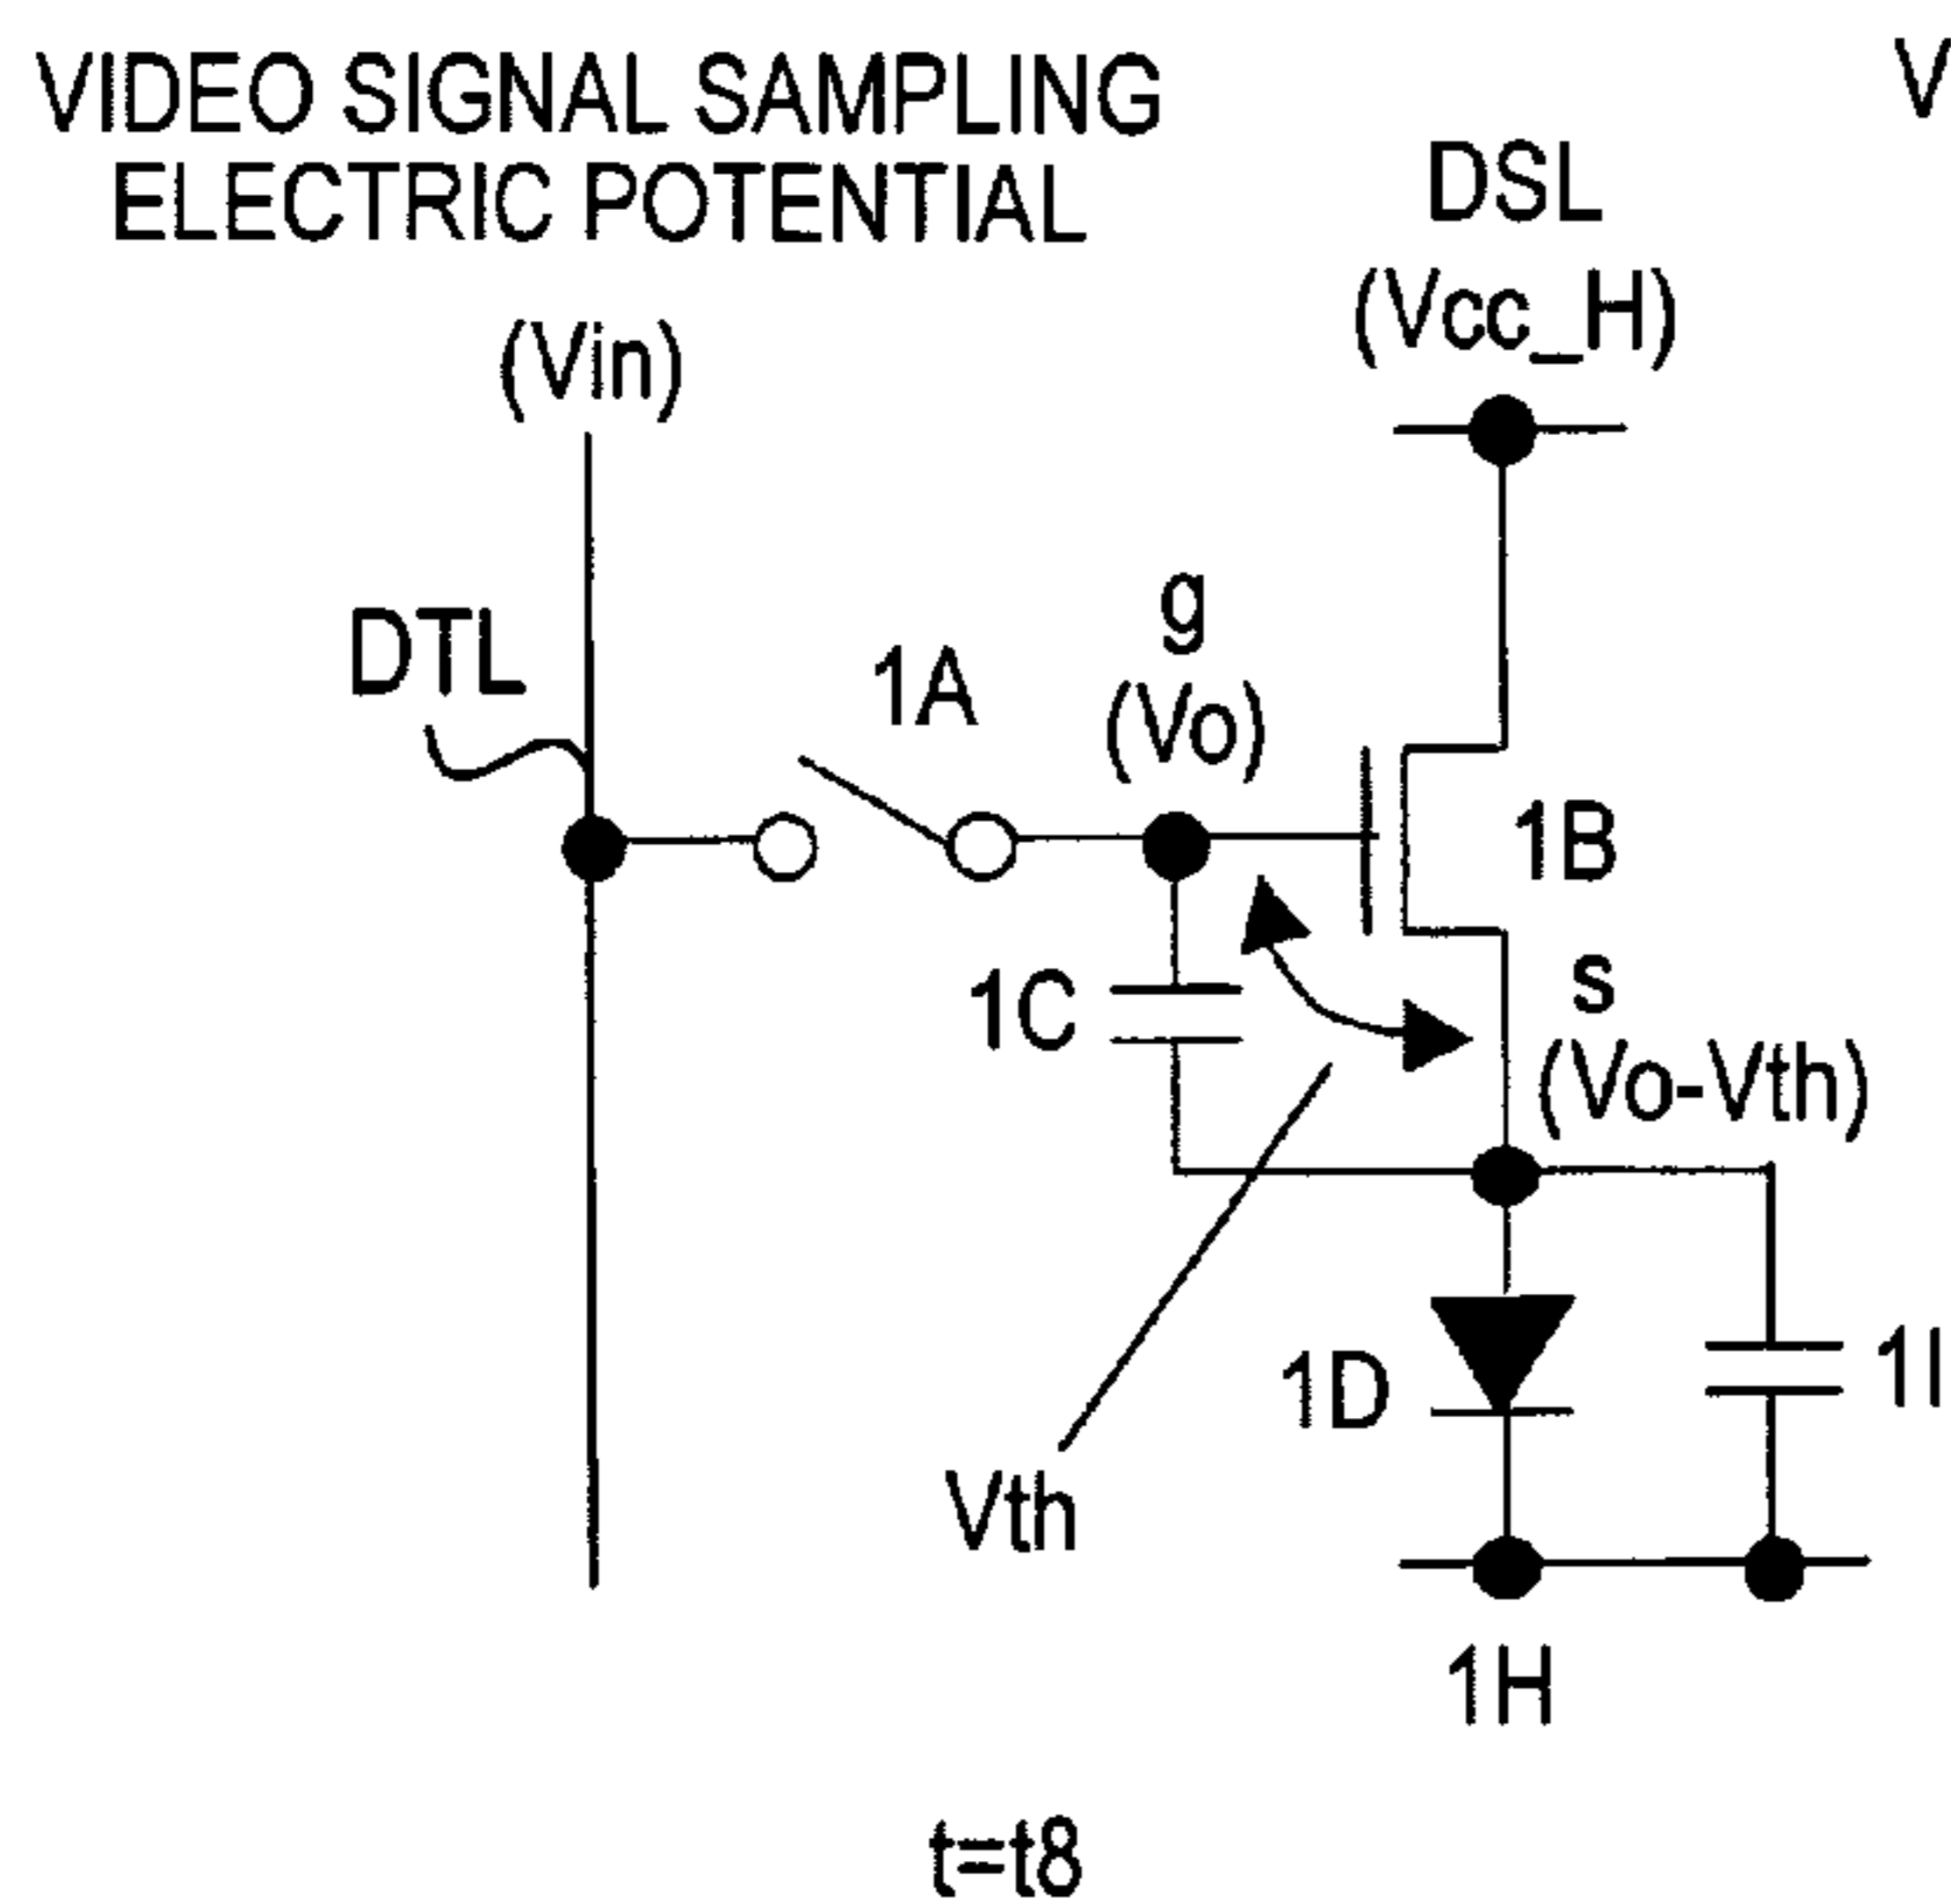 VIDEO SIGNAL SAMPLING
ELECTRIC POTENTIAL
(Vin)
V
DSL
(Vcc_H)
DTL
1A
g
(Vo)
1B
1C
s
(Vo-Vth)
1D
1I
Vth
1H
t=t8